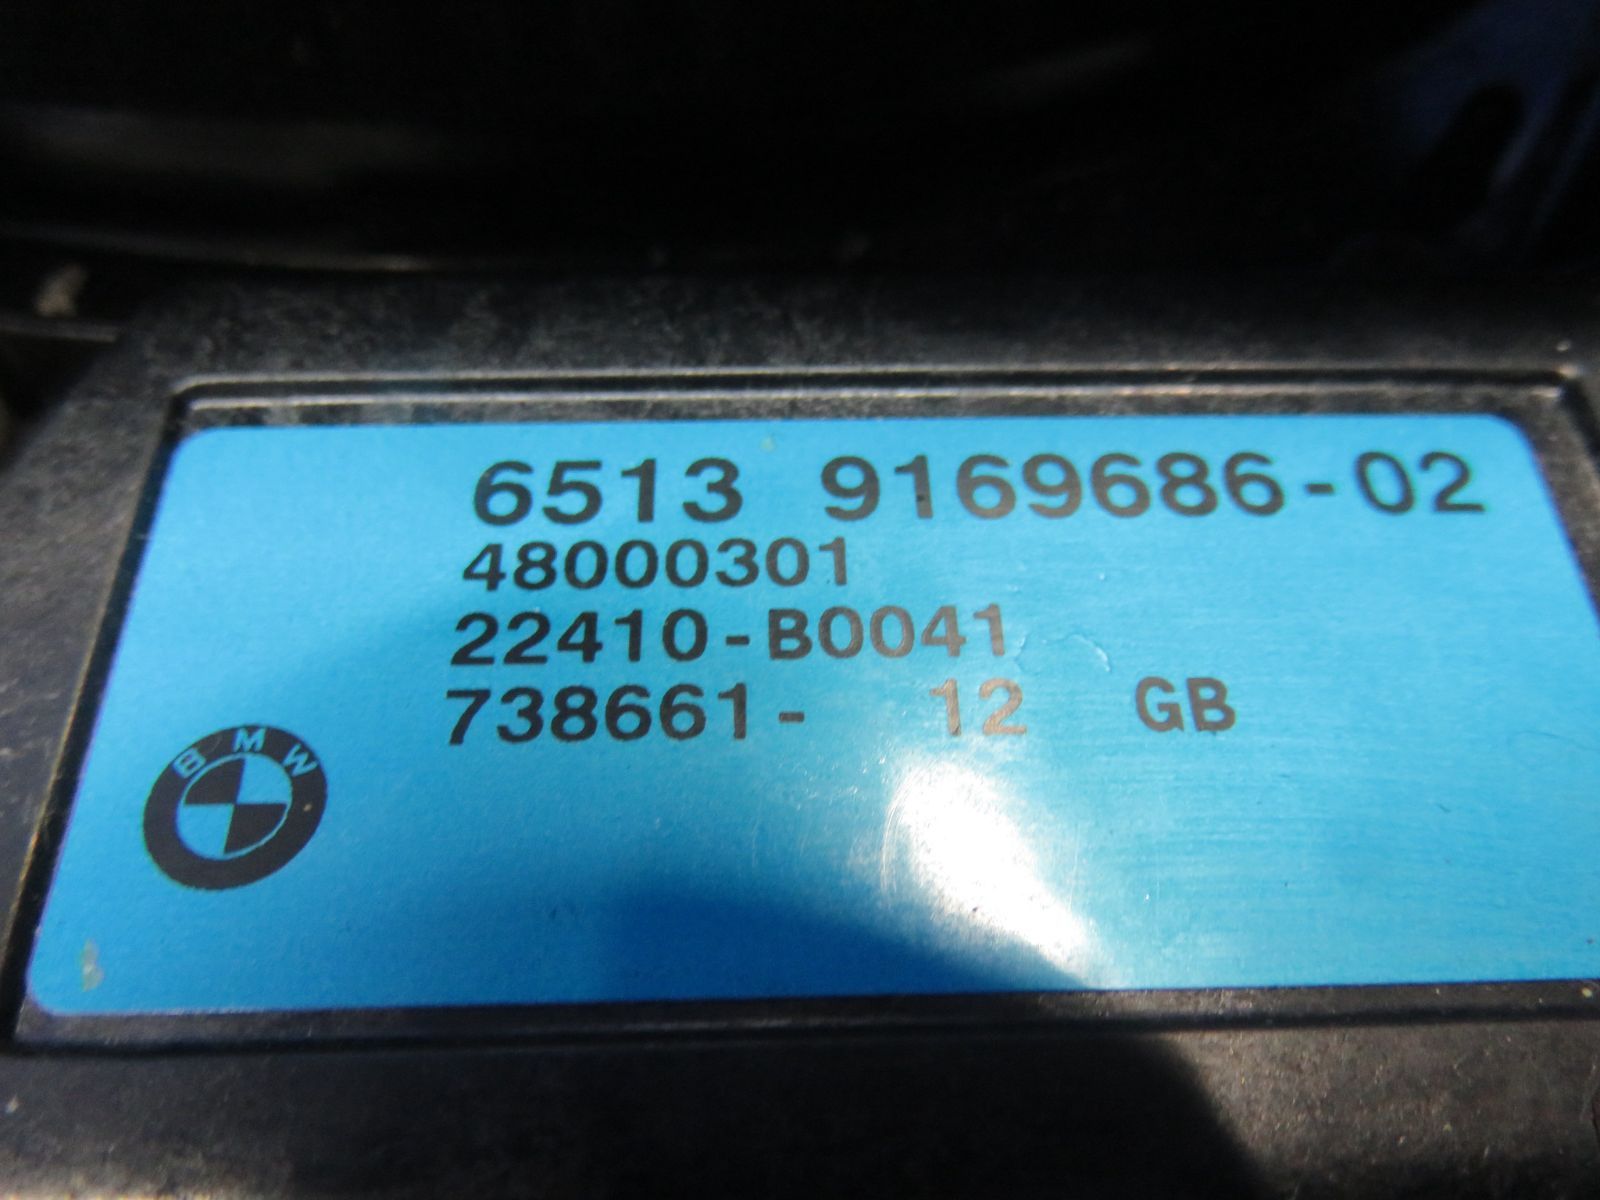 6513 9169686-02
48000301
22410-B0041
738661- 12 GB
BMW